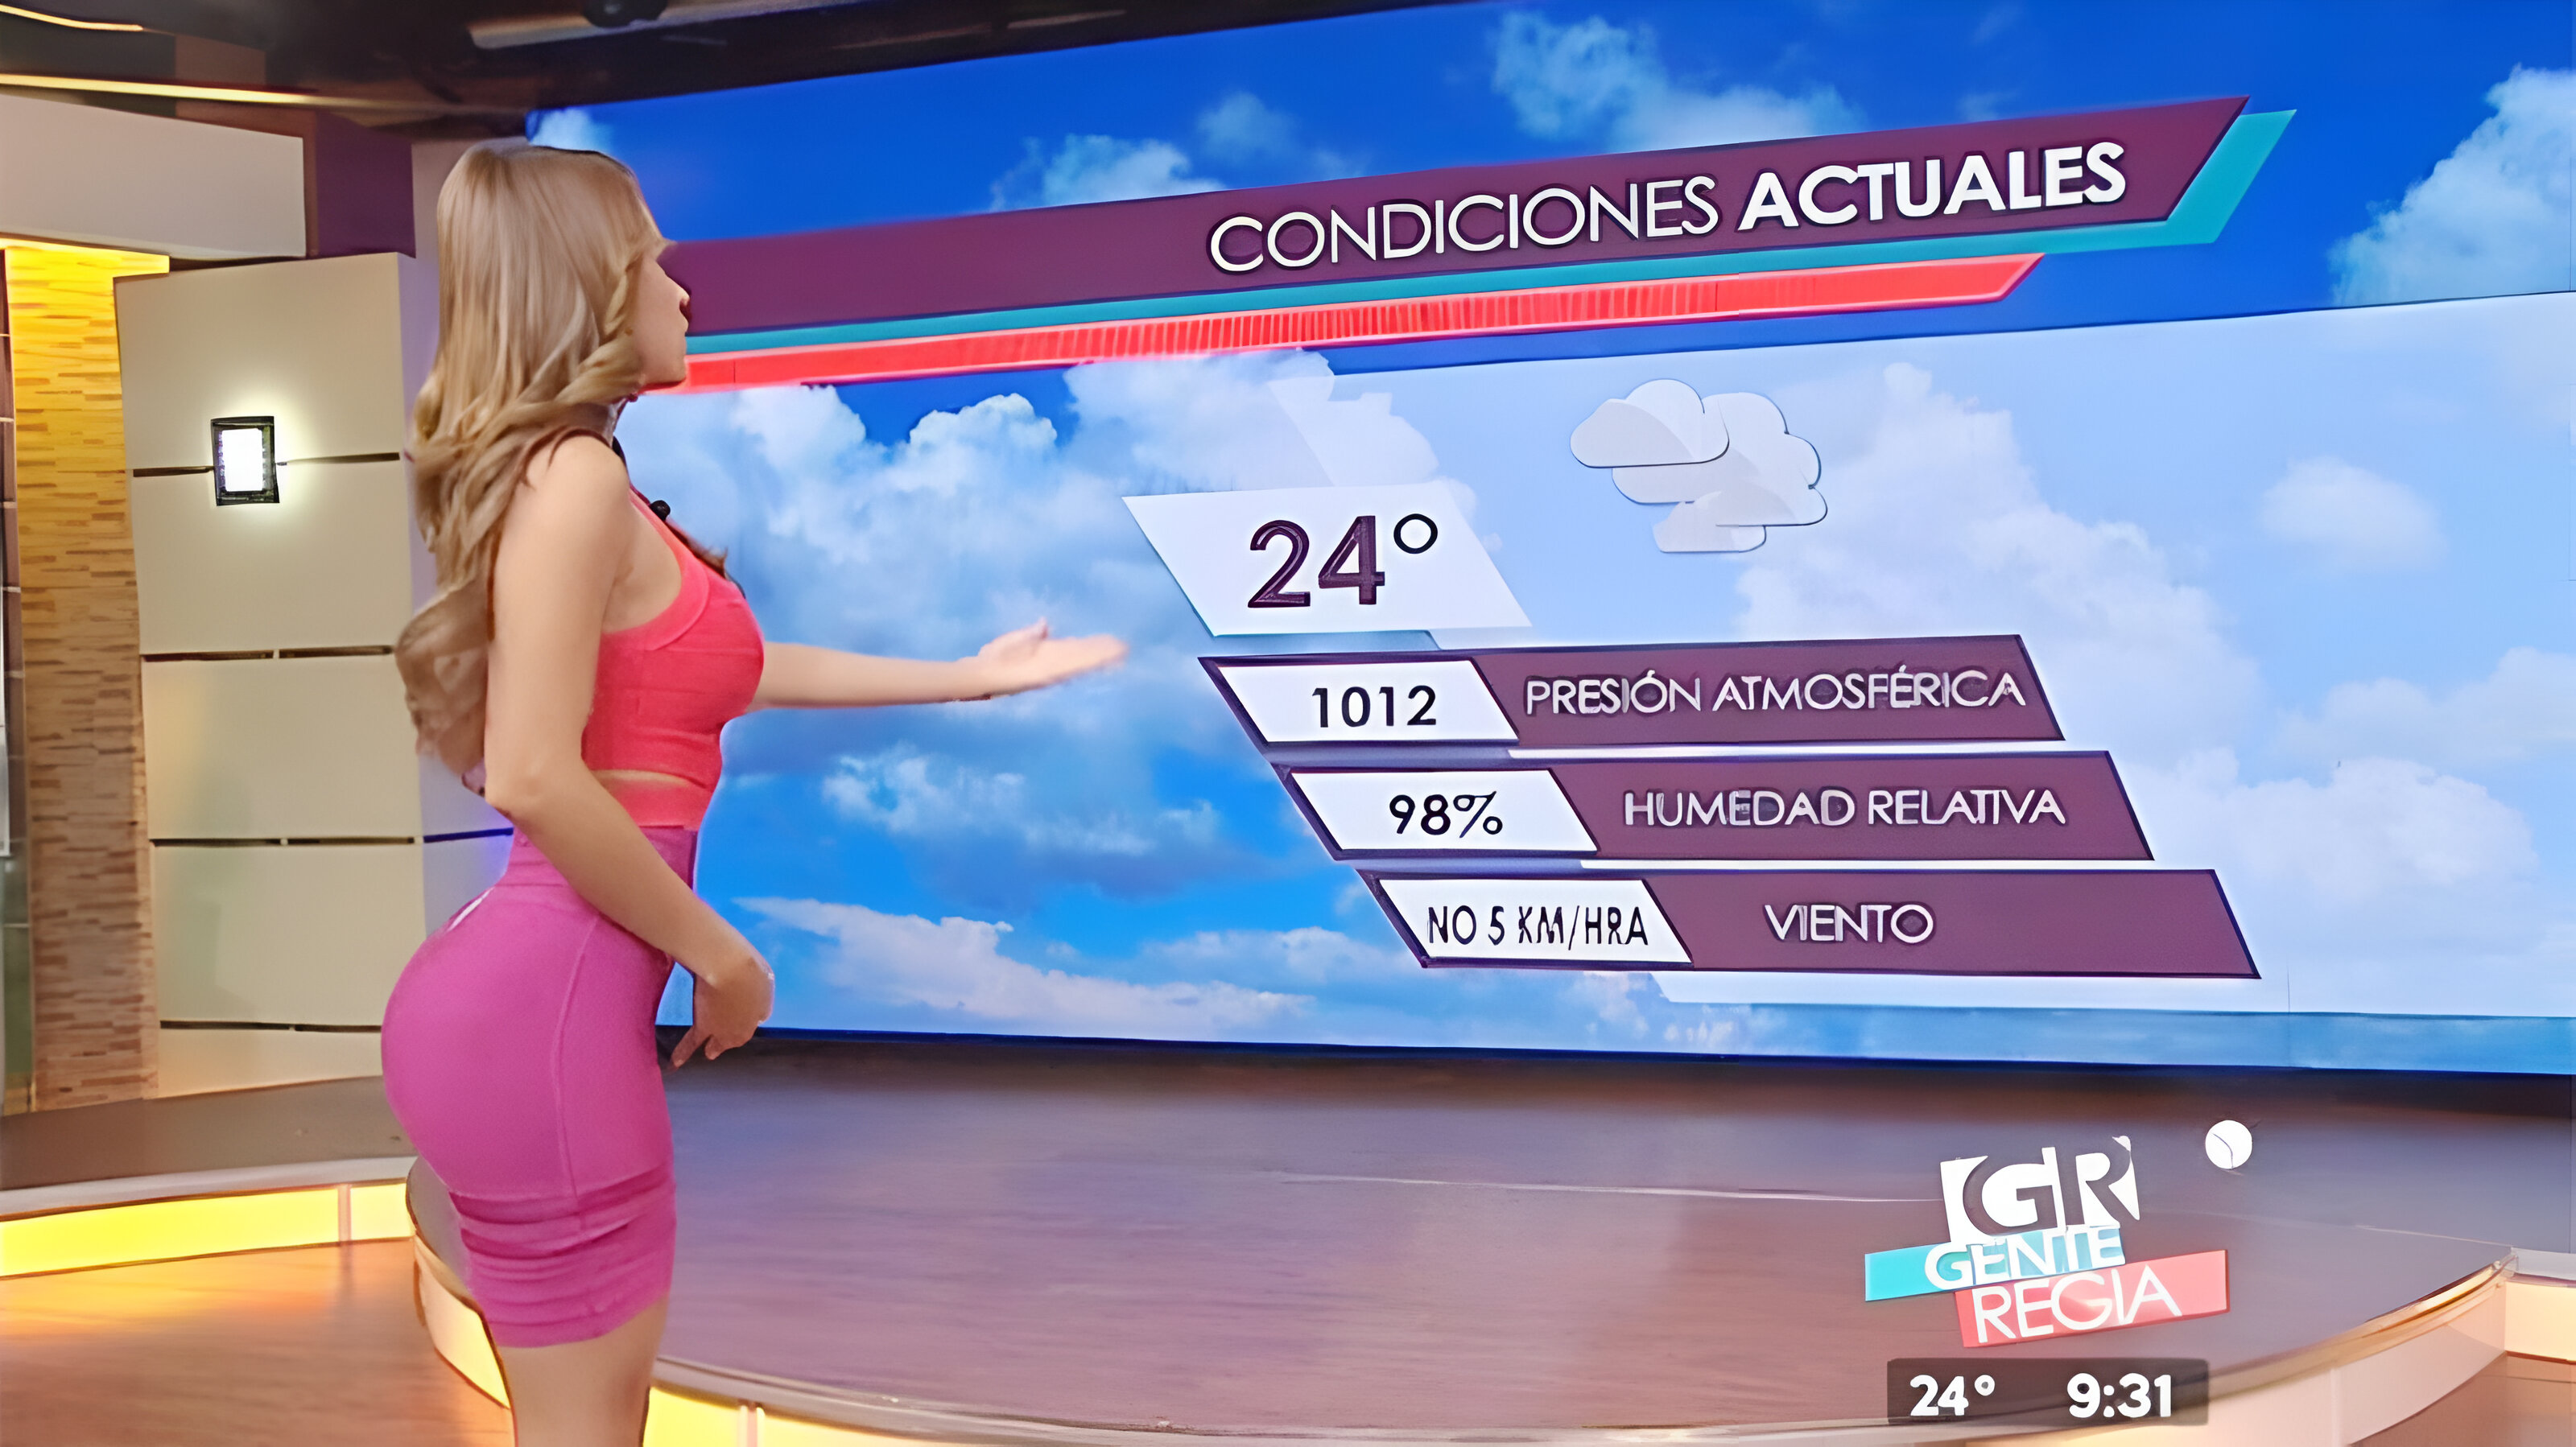 CONDICIONES ACTUALES
24°
1012 PRESIÓN ATMOSFÉRICA
98% HUMEDAD RELATIVA
NO 5 KM/HRA VIENTO
GR
GENTE
REGIA
24° 9:31